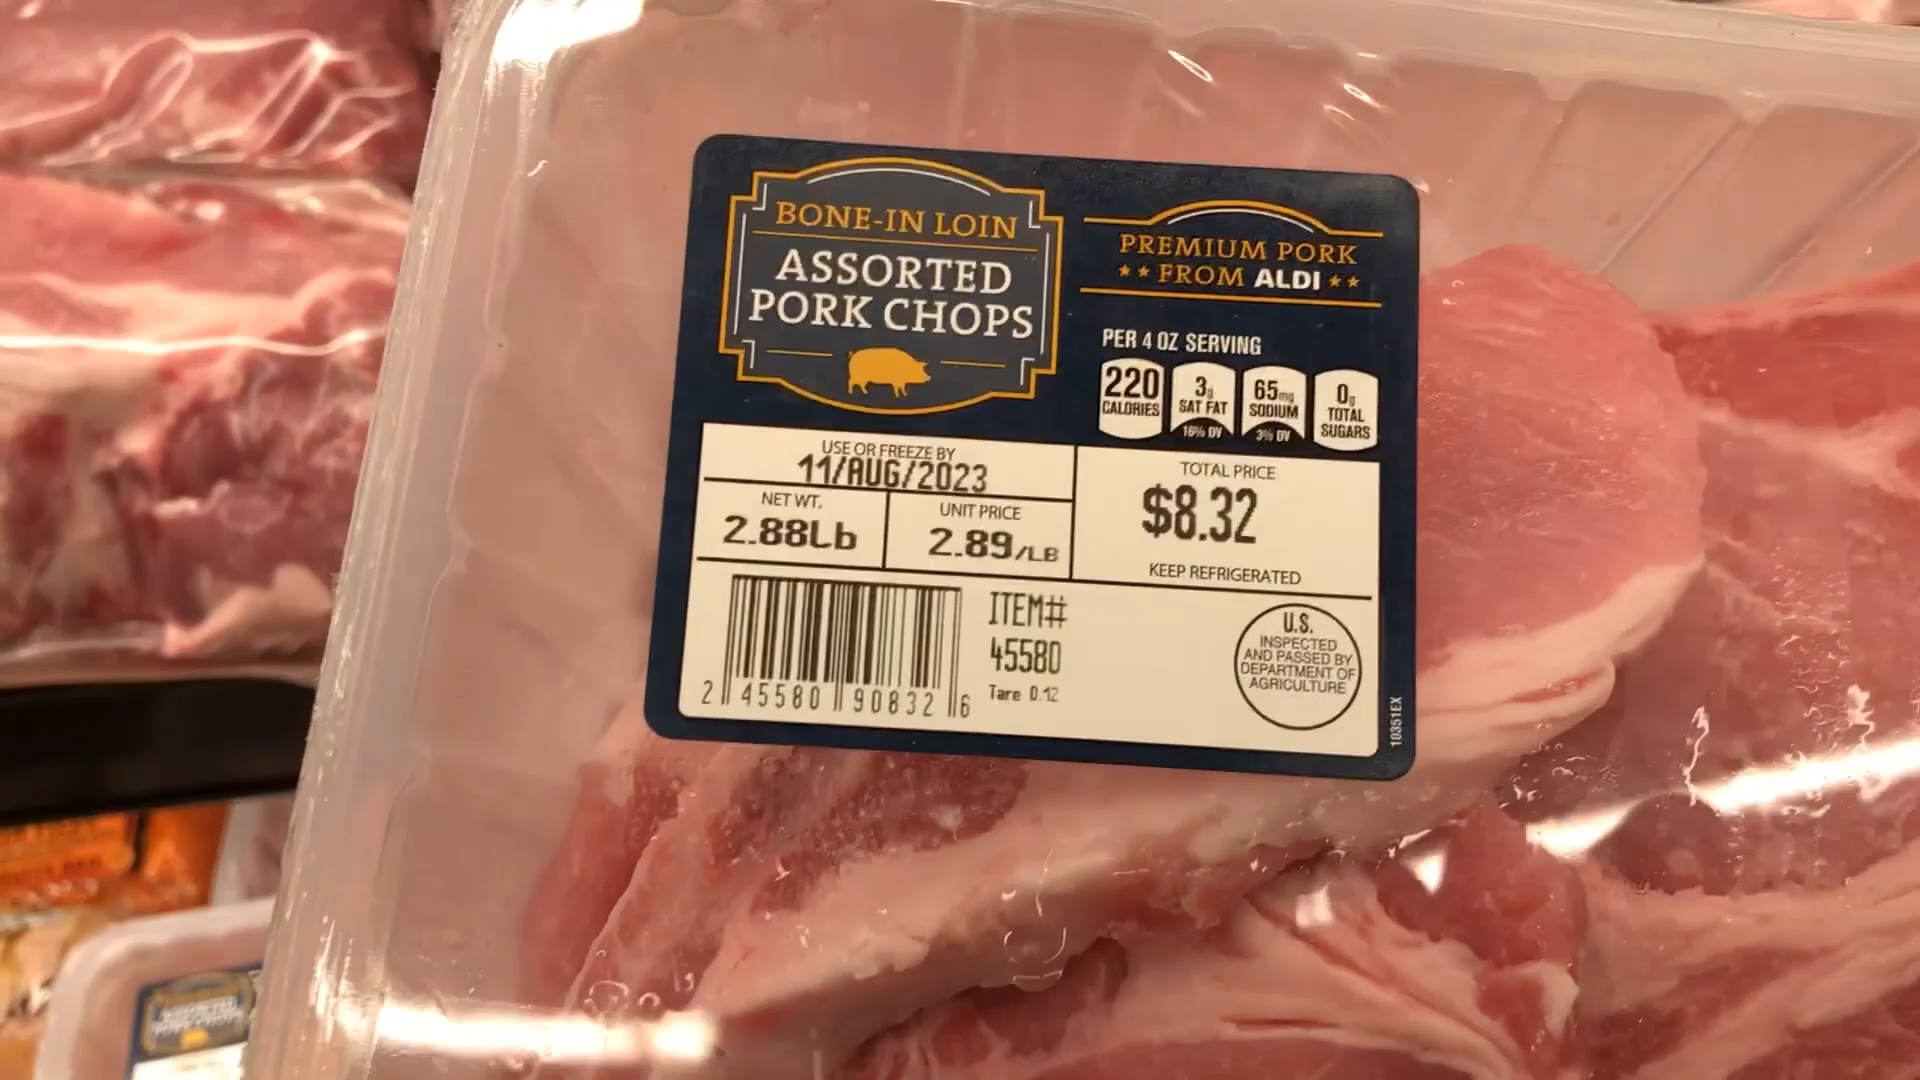 BONE-IN LOIN
ASSORTED
PORK CHOPS
PREMIUM PORK
★★ FROM ALDI ★★
PER 4 OZ SERVING
220 CALORIES
3g SAT FAT 16% DV
65mg SODIUM 3% DV
0g TOTAL SUGARS
USE OR FREEZE BY
11/AUG/2023
NET WT.
2.88Lb
UNIT PRICE
2.89/LB
TOTAL PRICE
$8.32
KEEP REFRIGERATED
ITEM#
45580
Tare 0.12
2 45580 90832 6
U.S.
INSPECTED
AND PASSED BY
DEPARTMENT OF
AGRICULTURE
10351EX